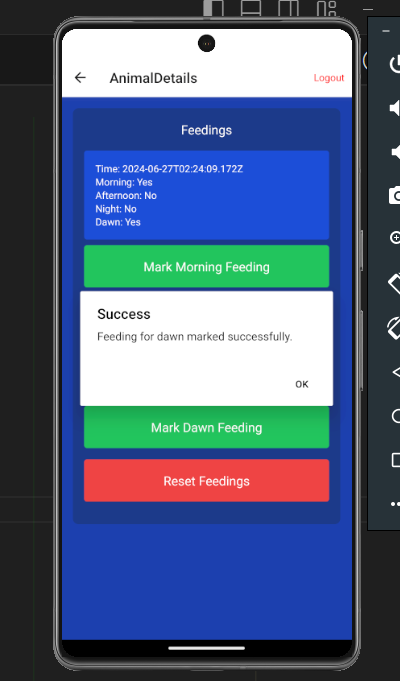 AnimalDetails
Logout
Feedings
Time: 2024-06-27T02:24:09.172Z
Morning: Yes
Afternoon: No
Night: No
Dawn: Yes
Mark Morning Feeding
Success
Feeding for dawn marked successfully.
OK
Mark Dawn Feeding
Reset Feedings